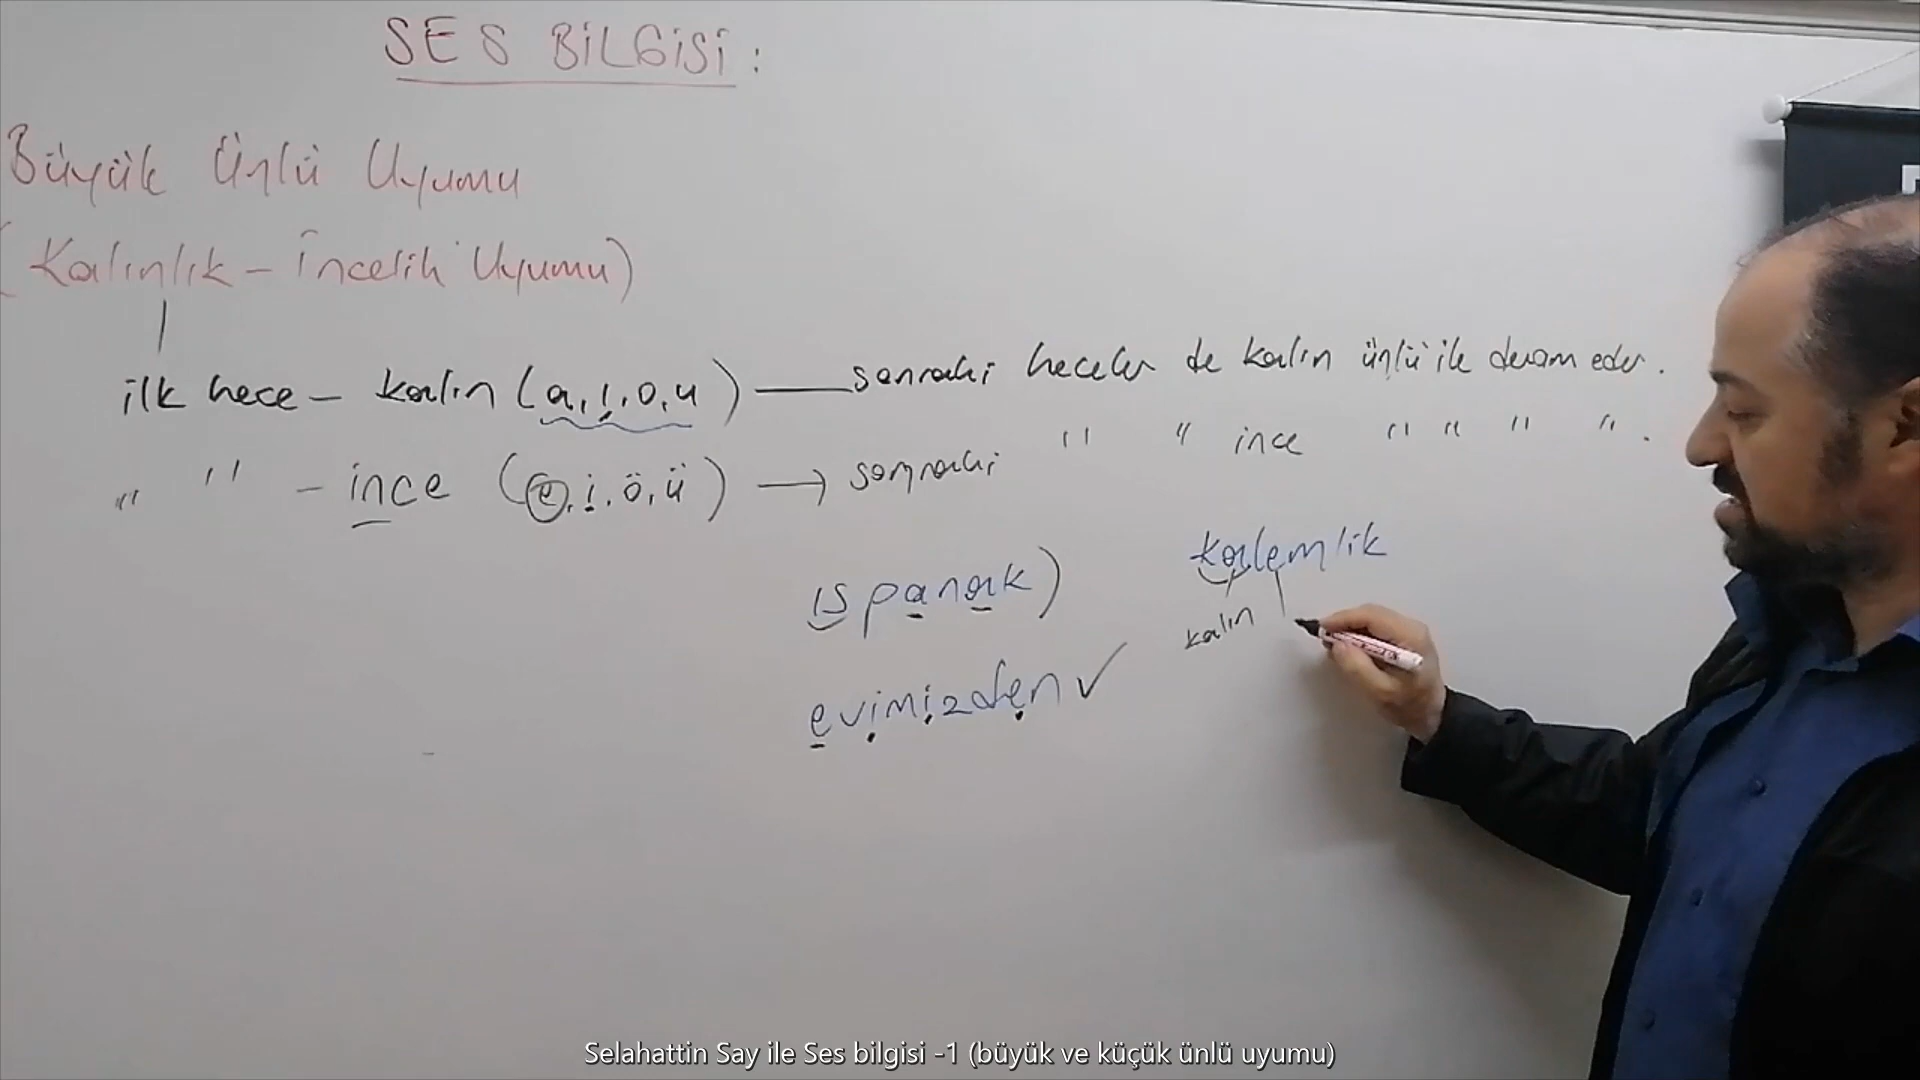 SES BİLGİSİ :
Büyük Ünlü Uyumu
(Kalınlık - İncelik Uyumu)
ilk hece - kalın (a, ı, o, u) — sonraki heceler de kalın ünlü ile devam eder.
" " - ince (e, i, ö, ü) → sonraki " " ince " " " " .
ıspanak)
kalemlik
kalın
evimizden ✓
Selahattin Say ile Ses bilgisi -1 (büyük ve küçük ünlü uyumu)